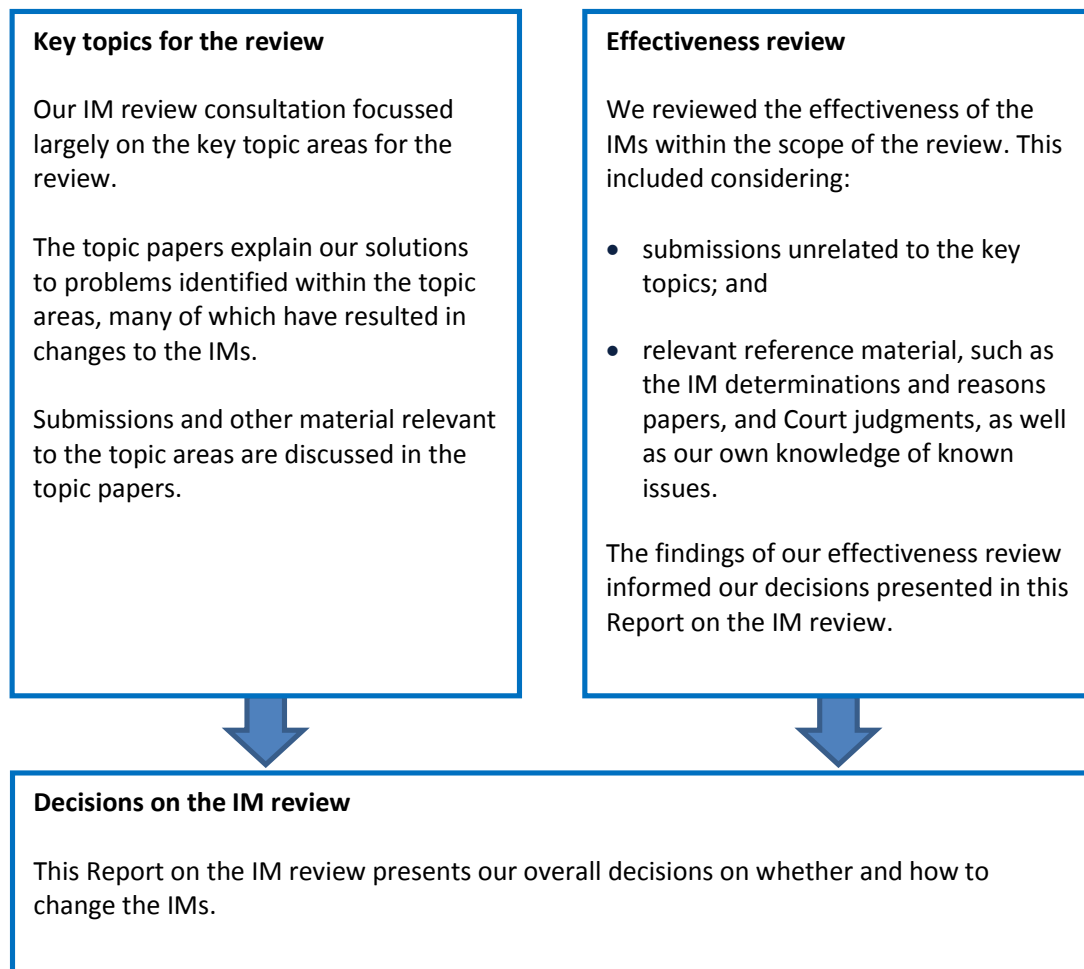 Key topics for the review
Our IM review consultation focussed
largely on the key topic areas for the
review.
The topic papers explain our solutions
to problems identified within the topic
areas, many of which have resulted in
changes to the IMs.
Submissions and other material relevant
to the topic areas are discussed in the
topic papers.
Effectiveness review
We reviewed the effectiveness of the
IMs within the scope of the review. This
included considering:
• submissions unrelated to the key
topics; and
• relevant reference material, such as
the IM determinations and reasons
papers, and Court judgments, as well
as our own knowledge of known
issues.
The findings of our effectiveness review
informed our decisions presented in this
Report on the IM review.
Decisions on the IM review
This Report on the IM review presents our overall decisions on whether and how to
change the IMs.